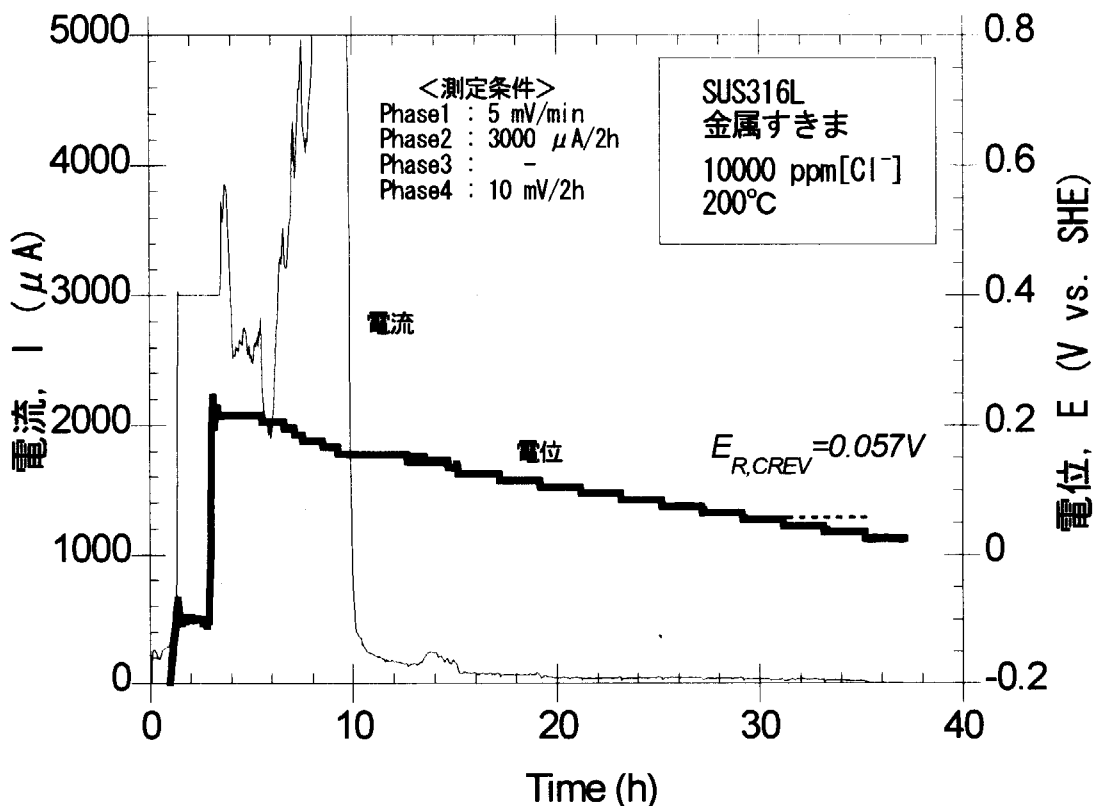 5000
4000
3000
2000
1000
0
電流, I (μA)
<測定条件>
Phase1 : 5 mV/min
Phase2 : 3000 μA/2h
Phase3 : -
Phase4 : 10 mV/2h
SUS316L
金属すきま
10000 ppm[Cl⁻]
200℃
電流
電位
E_R,CREV=0.057V
0.8
0.6
0.4
0.2
0
-0.2
電位, E (V vs. SHE)
0 10 20 30 40
Time (h)